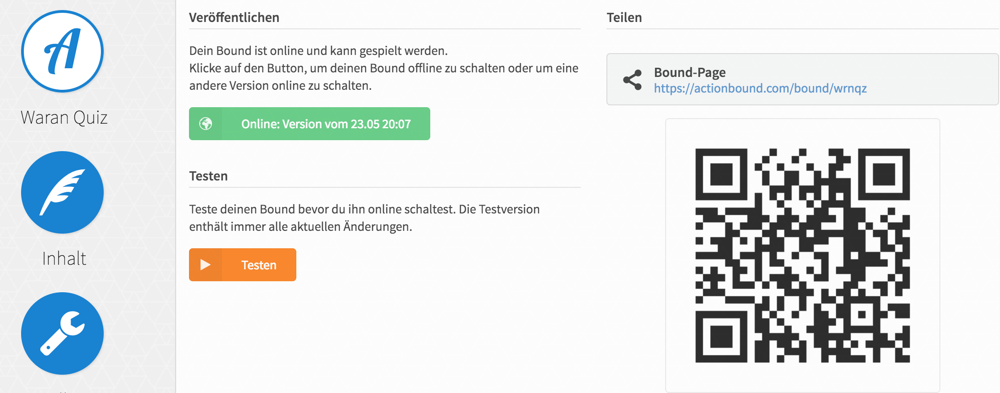 A
Waran Quiz
Inhalt
Veröffentlichen
Dein Bound ist online und kann gespielt werden.
Klicke auf den Button, um deinen Bound offline zu schalten oder um eine
andere Version online zu schalten.
Online: Version vom 23.05 20:07
Testen
Teste deinen Bound bevor du ihn online schaltest. Die Testversion
enthält immer alle aktuellen Änderungen.
Testen
Teilen
Bound-Page
https://actionbound.com/bound/wrnqz